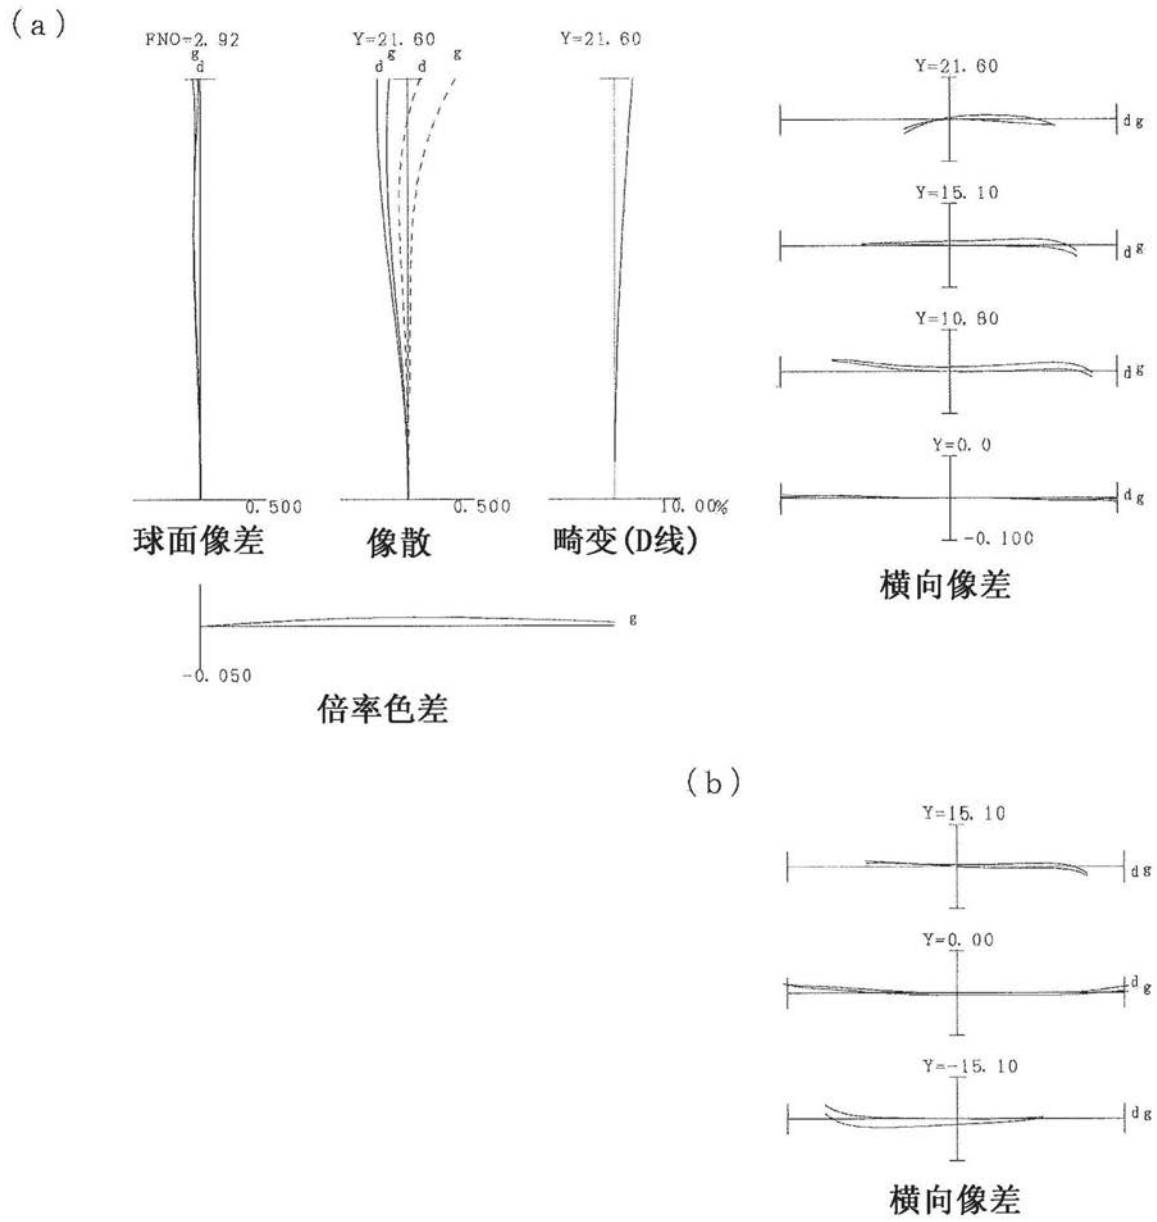 (a)
FNO=2.92
g
d
Y=21.60
g
d d g
Y=21.60
0.500
0.500
10.00%
球面像差
像散
畸变(D线)
Y=21.60
d g
Y=15.10
d g
Y=10.80
d g
Y=0.0
d g
-0.100
横向像差
g
-0.050
倍率色差
(b)
Y=15.10
d g
Y=0.00
d g
Y=-15.10
d g
横向像差